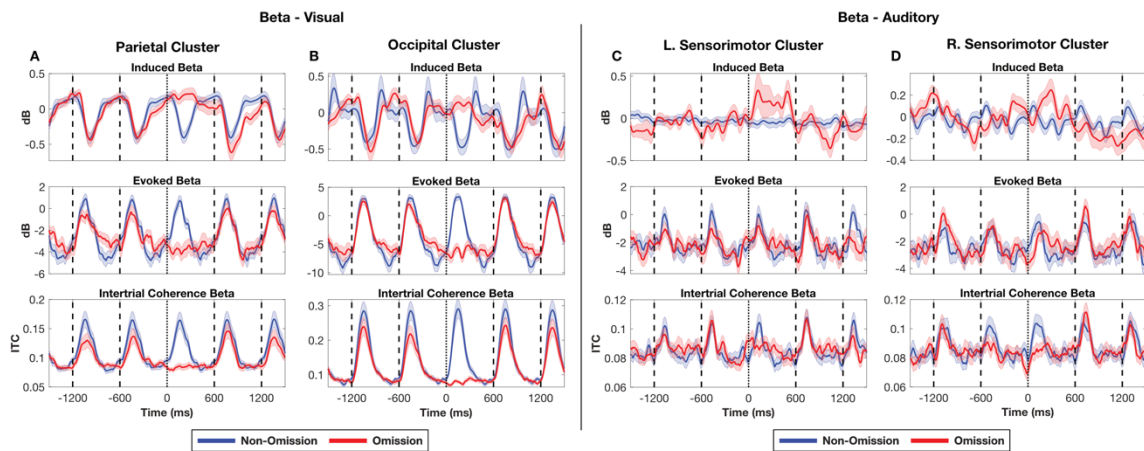 Beta - Visual
Beta - Auditory
A
Parietal Cluster
B
Occipital Cluster
C
L. Sensorimotor Cluster
D
R. Sensorimotor Cluster
Induced Beta
Induced Beta
Induced Beta
Induced Beta
dB
0.5
0
-0.5
0.5
0
-0.5
dB
0.5
0
-0.5
0.2
0
-0.2
-0.4
Evoked Beta
Evoked Beta
Evoked Beta
Evoked Beta
dB
2
0
-2
-4
-6
5
0
-5
-10
dB
2
0
-2
-4
2
0
-2
-4
Intertrial Coherence Beta
Intertrial Coherence Beta
Intertrial Coherence Beta
Intertrial Coherence Beta
ITC
0.2
0.15
0.1
0.05
0.3
0.2
0.1
ITC
0.12
0.1
0.08
0.06
0.12
0.1
0.08
0.06
-1200 -600 0 600 1200
-1200 -600 0 600 1200
-1200 -600 0 600 1200
-1200 -600 0 600 1200
Time (ms)
Time (ms)
Time (ms)
Time (ms)
Non-Omission Omission
Non-Omission Omission